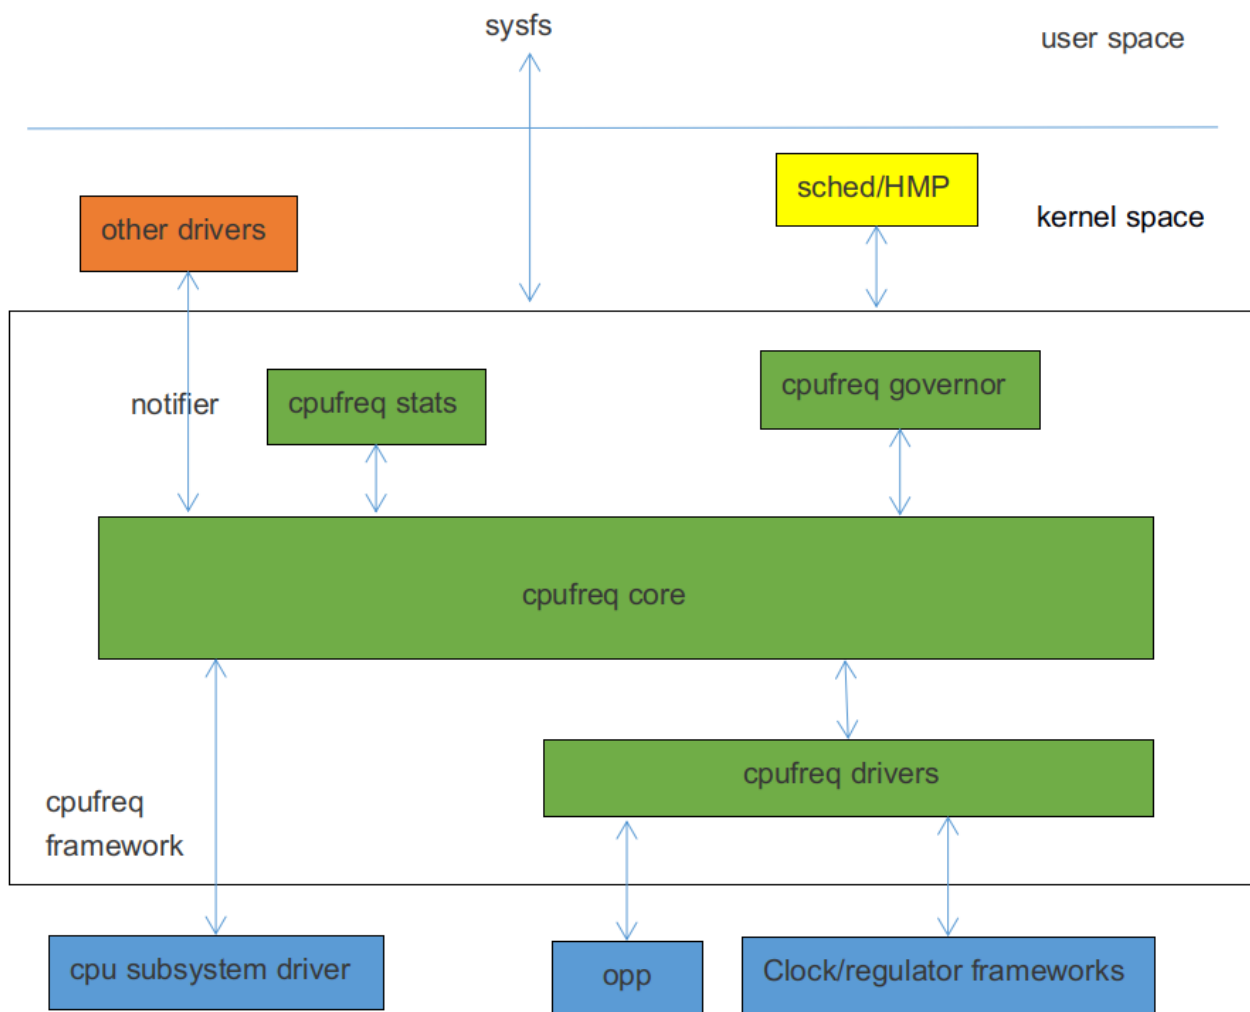 sysfs
user space
sched/HMP
other drivers
kernel space
notifier
cpufreq stats
cpufreq governor
cpufreq core
cpufreq drivers
cpufreq
framework
cpu subsystem driver
opp
Clock/regulator frameworks